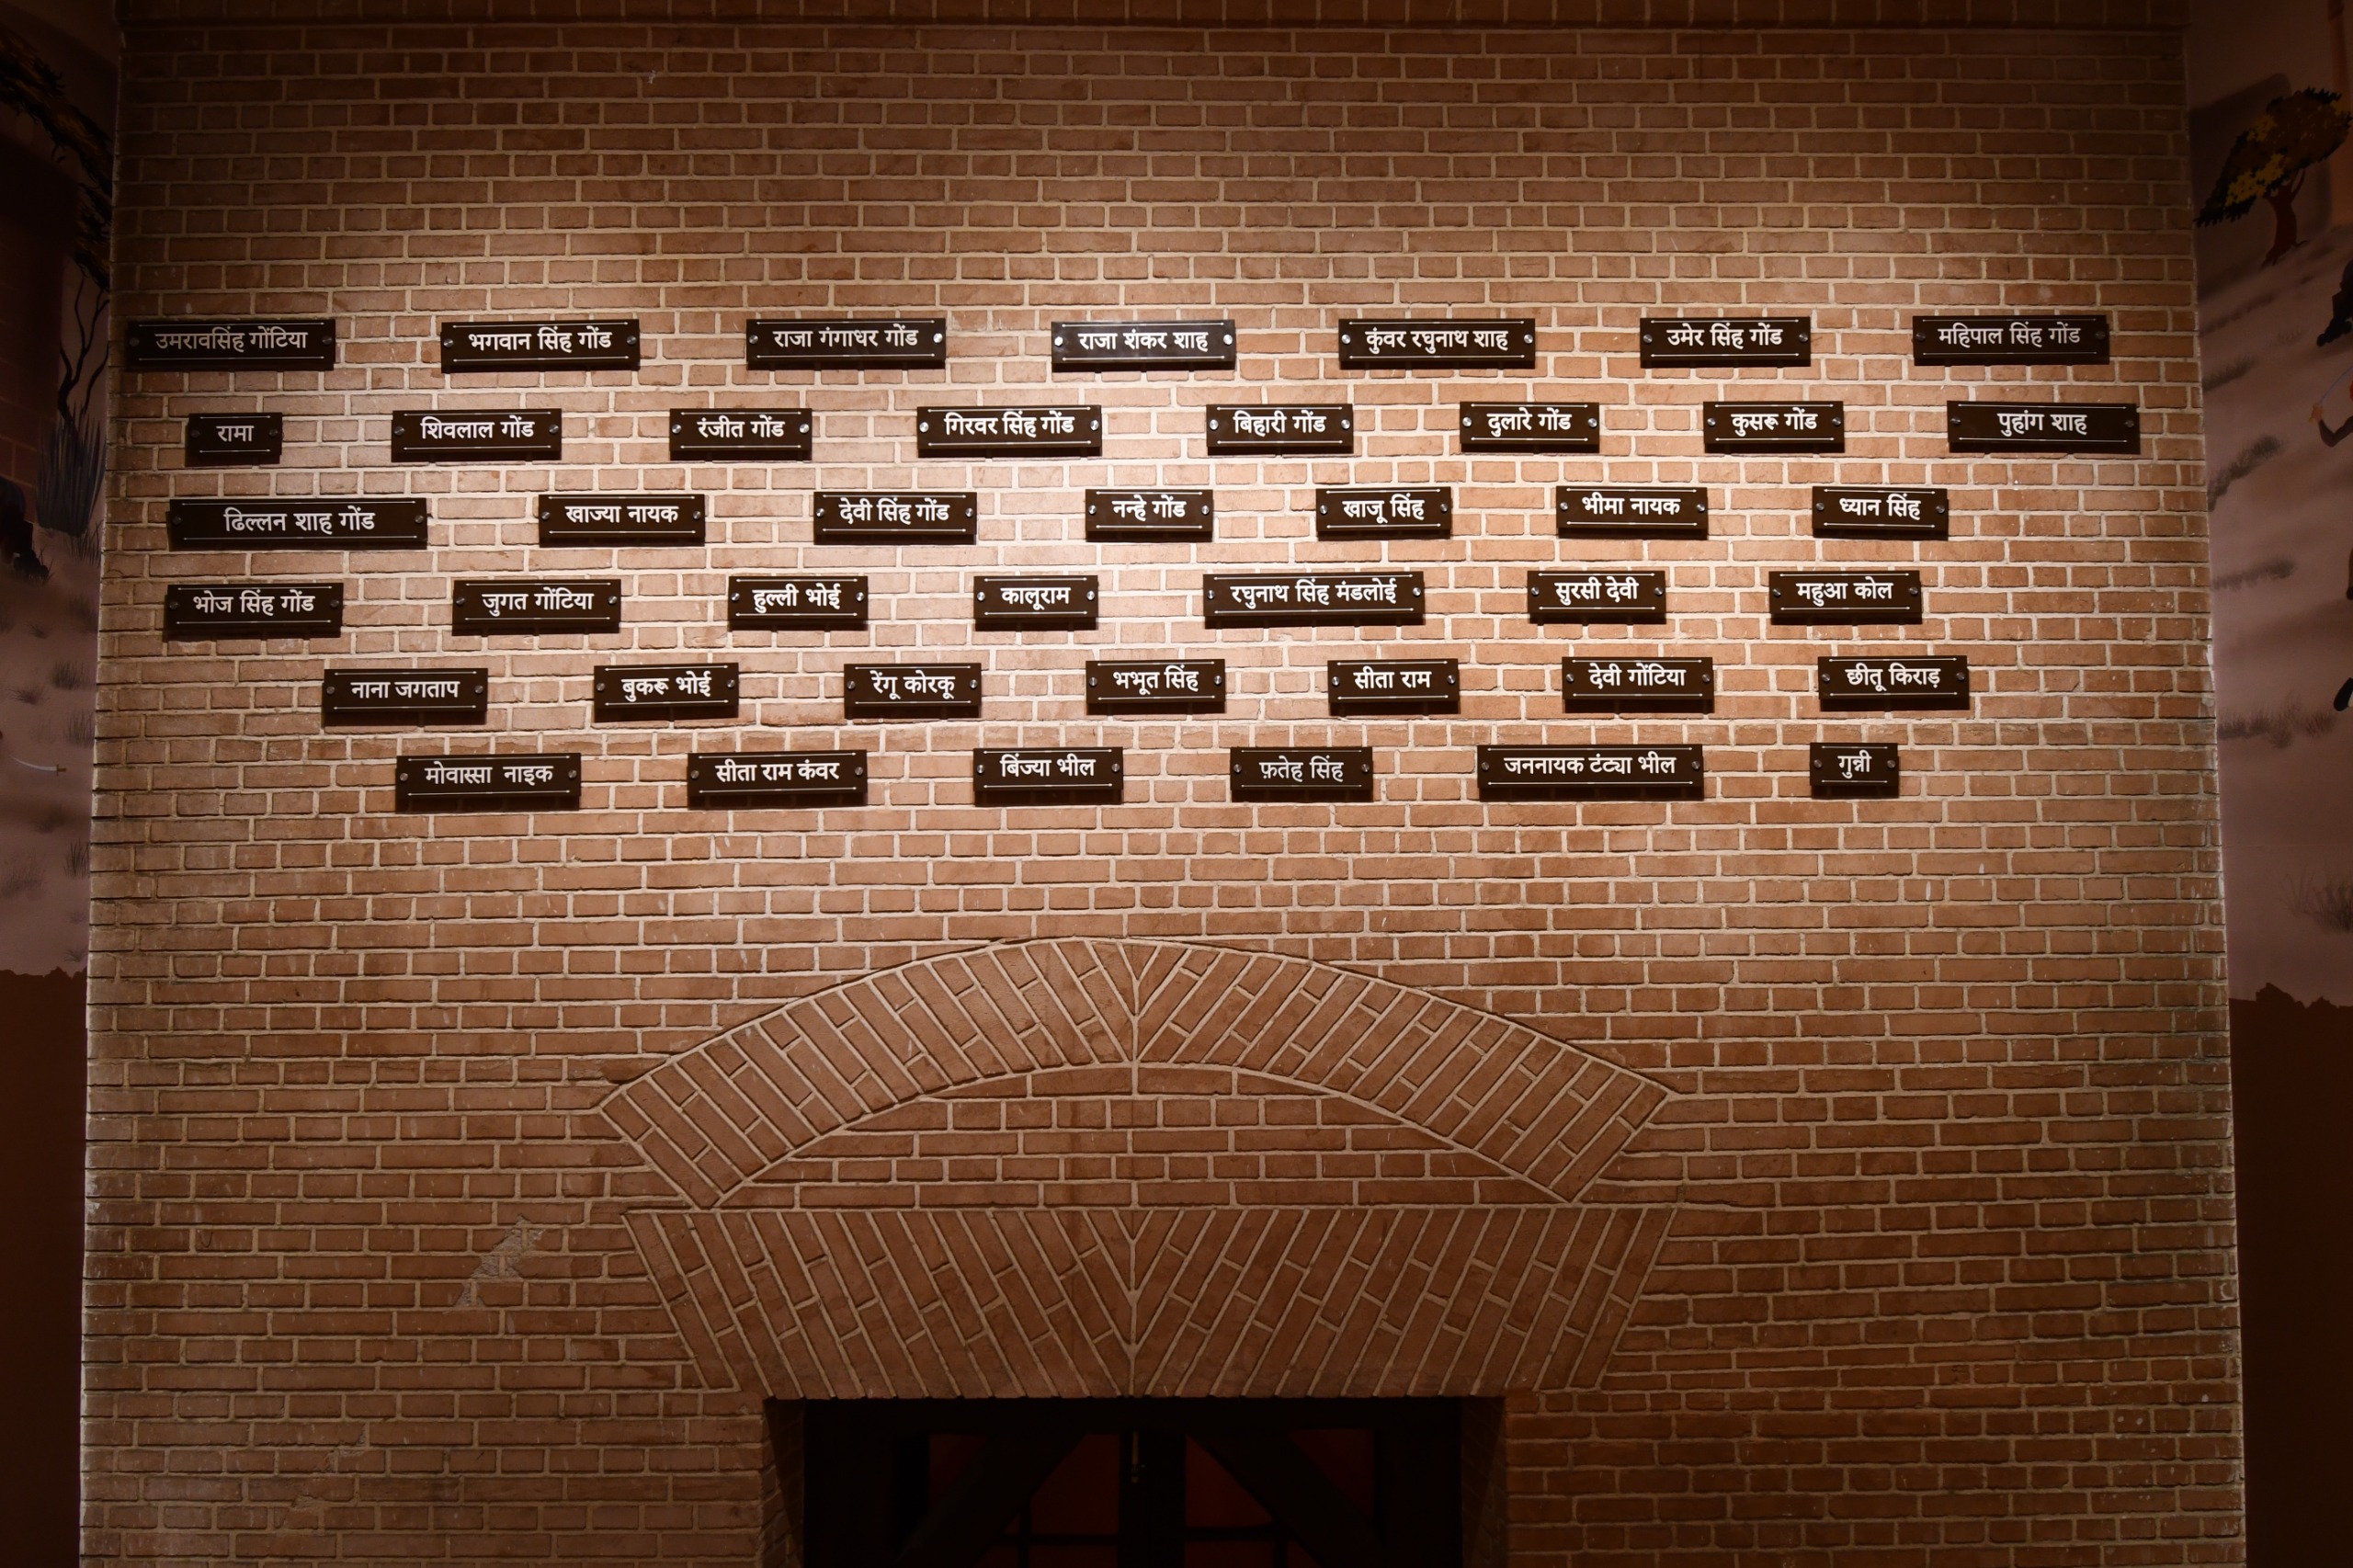 उमरावसिंह गोंटिया
भगवान सिंह गोंड
राजा गंगाधर गोंड
राजा शंकर शाह
कुंवर रघुनाथ शाह
उमेर सिंह गोंड
महिपाल सिंह गोंड
रामा
शिवलाल गोंड
रंजीत गोंड
गिरवर सिंह गोंड
बिहारी गोंड
दुलारे गोंड
कुसरू गोंड
पुहांग शाह
ढिल्लन शाह गोंड
खाज्या नायक
देवी सिंह गोंड
नन्हे गोंड
खाजू सिंह
भीमा नायक
ध्यान सिंह
भोज सिंह गोंड
जुगत गोंटिया
हुल्ली भोई
कालूराम
रघुनाथ सिंह मंडलोई
सुरसी देवी
महुआ कोल
नाना जगताप
बुकरू भोई
रेंगू कोरकू
भभूत सिंह
सीता राम
देवी गोंटिया
छीतू किराड़
मोवास्सा नाइक
सीता राम कंवर
बिंज्या भील
फ़तेह सिंह
जननायक टंट्या भील
गुन्नी